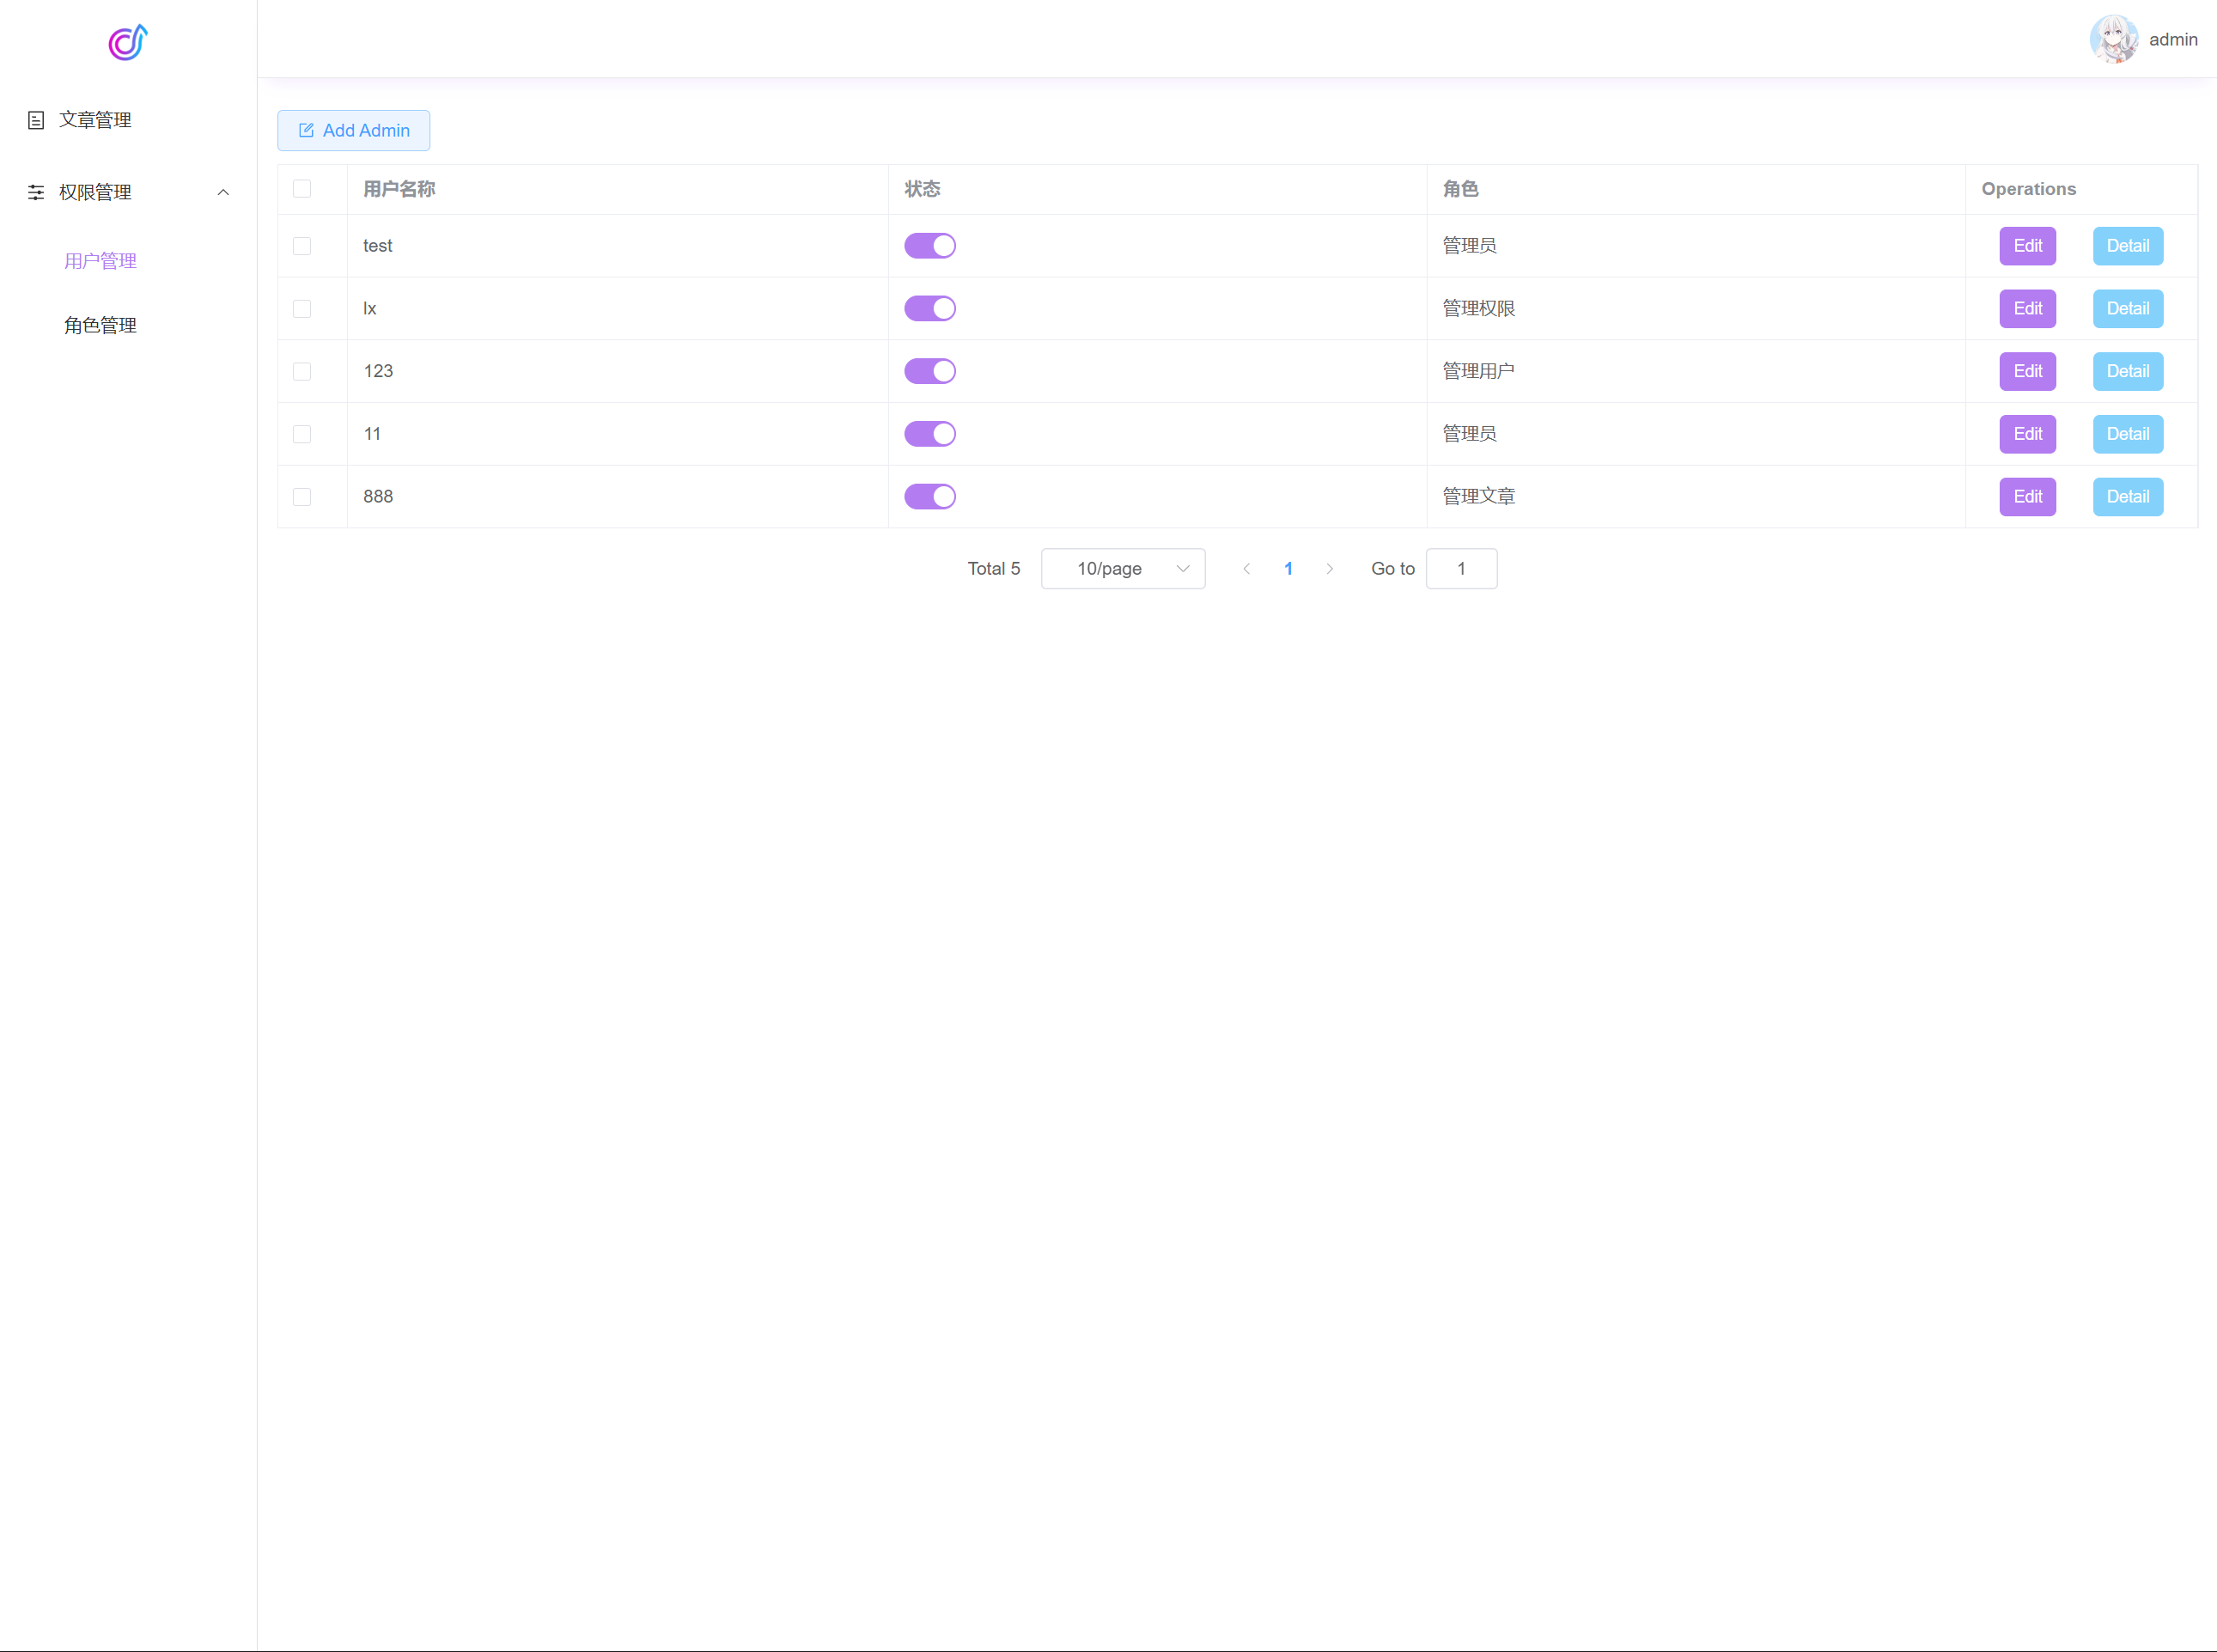 admin
文章管理
权限管理
用户管理
角色管理
Add Admin
用户名称 状态 角色 Operations
test 管理员 Edit Detail
lx 管理权限 Edit Detail
123 管理用户 Edit Detail
11 管理员 Edit Detail
888 管理文章 Edit Detail
Total 5 10/page 1 Go to 1